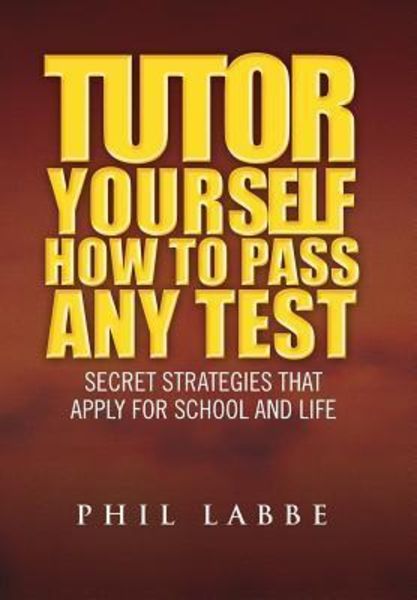 TUTOR
YOURSELF
HOW TO PASS
ANY TEST
SECRET STRATEGIES THAT
APPLY FOR SCHOOL AND LIFE
PHIL LABBE